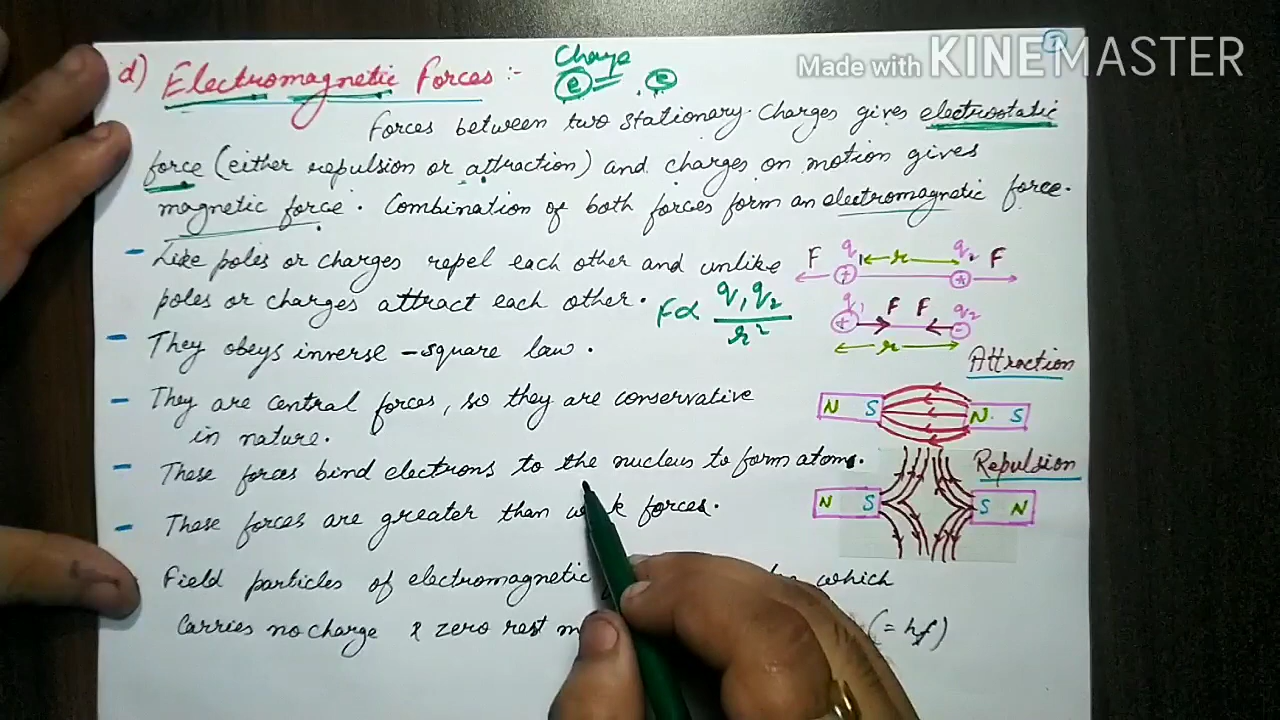 Made with KINEMASTER
d) Electromagnetic Forces :- Charge
e e
Forces between two stationary charges gives electrostatic
force (either repulsion or attraction) and charges on motion gives
magnetic force. Combination of both forces form an electromagnetic force.
- Like poles or charges repel each other and unlike
poles or charges attract each other. F∝ q1q2/r²
- They obeys inverse-square law.
- They are central forces, so they are conservative
in nature.
- These forces bind electrons to the nucleus to form atoms.
- These forces are greater than weak forces.
Field particles of electromagnetic which
carries no charge & zero rest (= hf)
F q1 r q2 F
+ +
q1 F F q2
+ -
r
Attraction
N S N S
Repulsion
N S S N